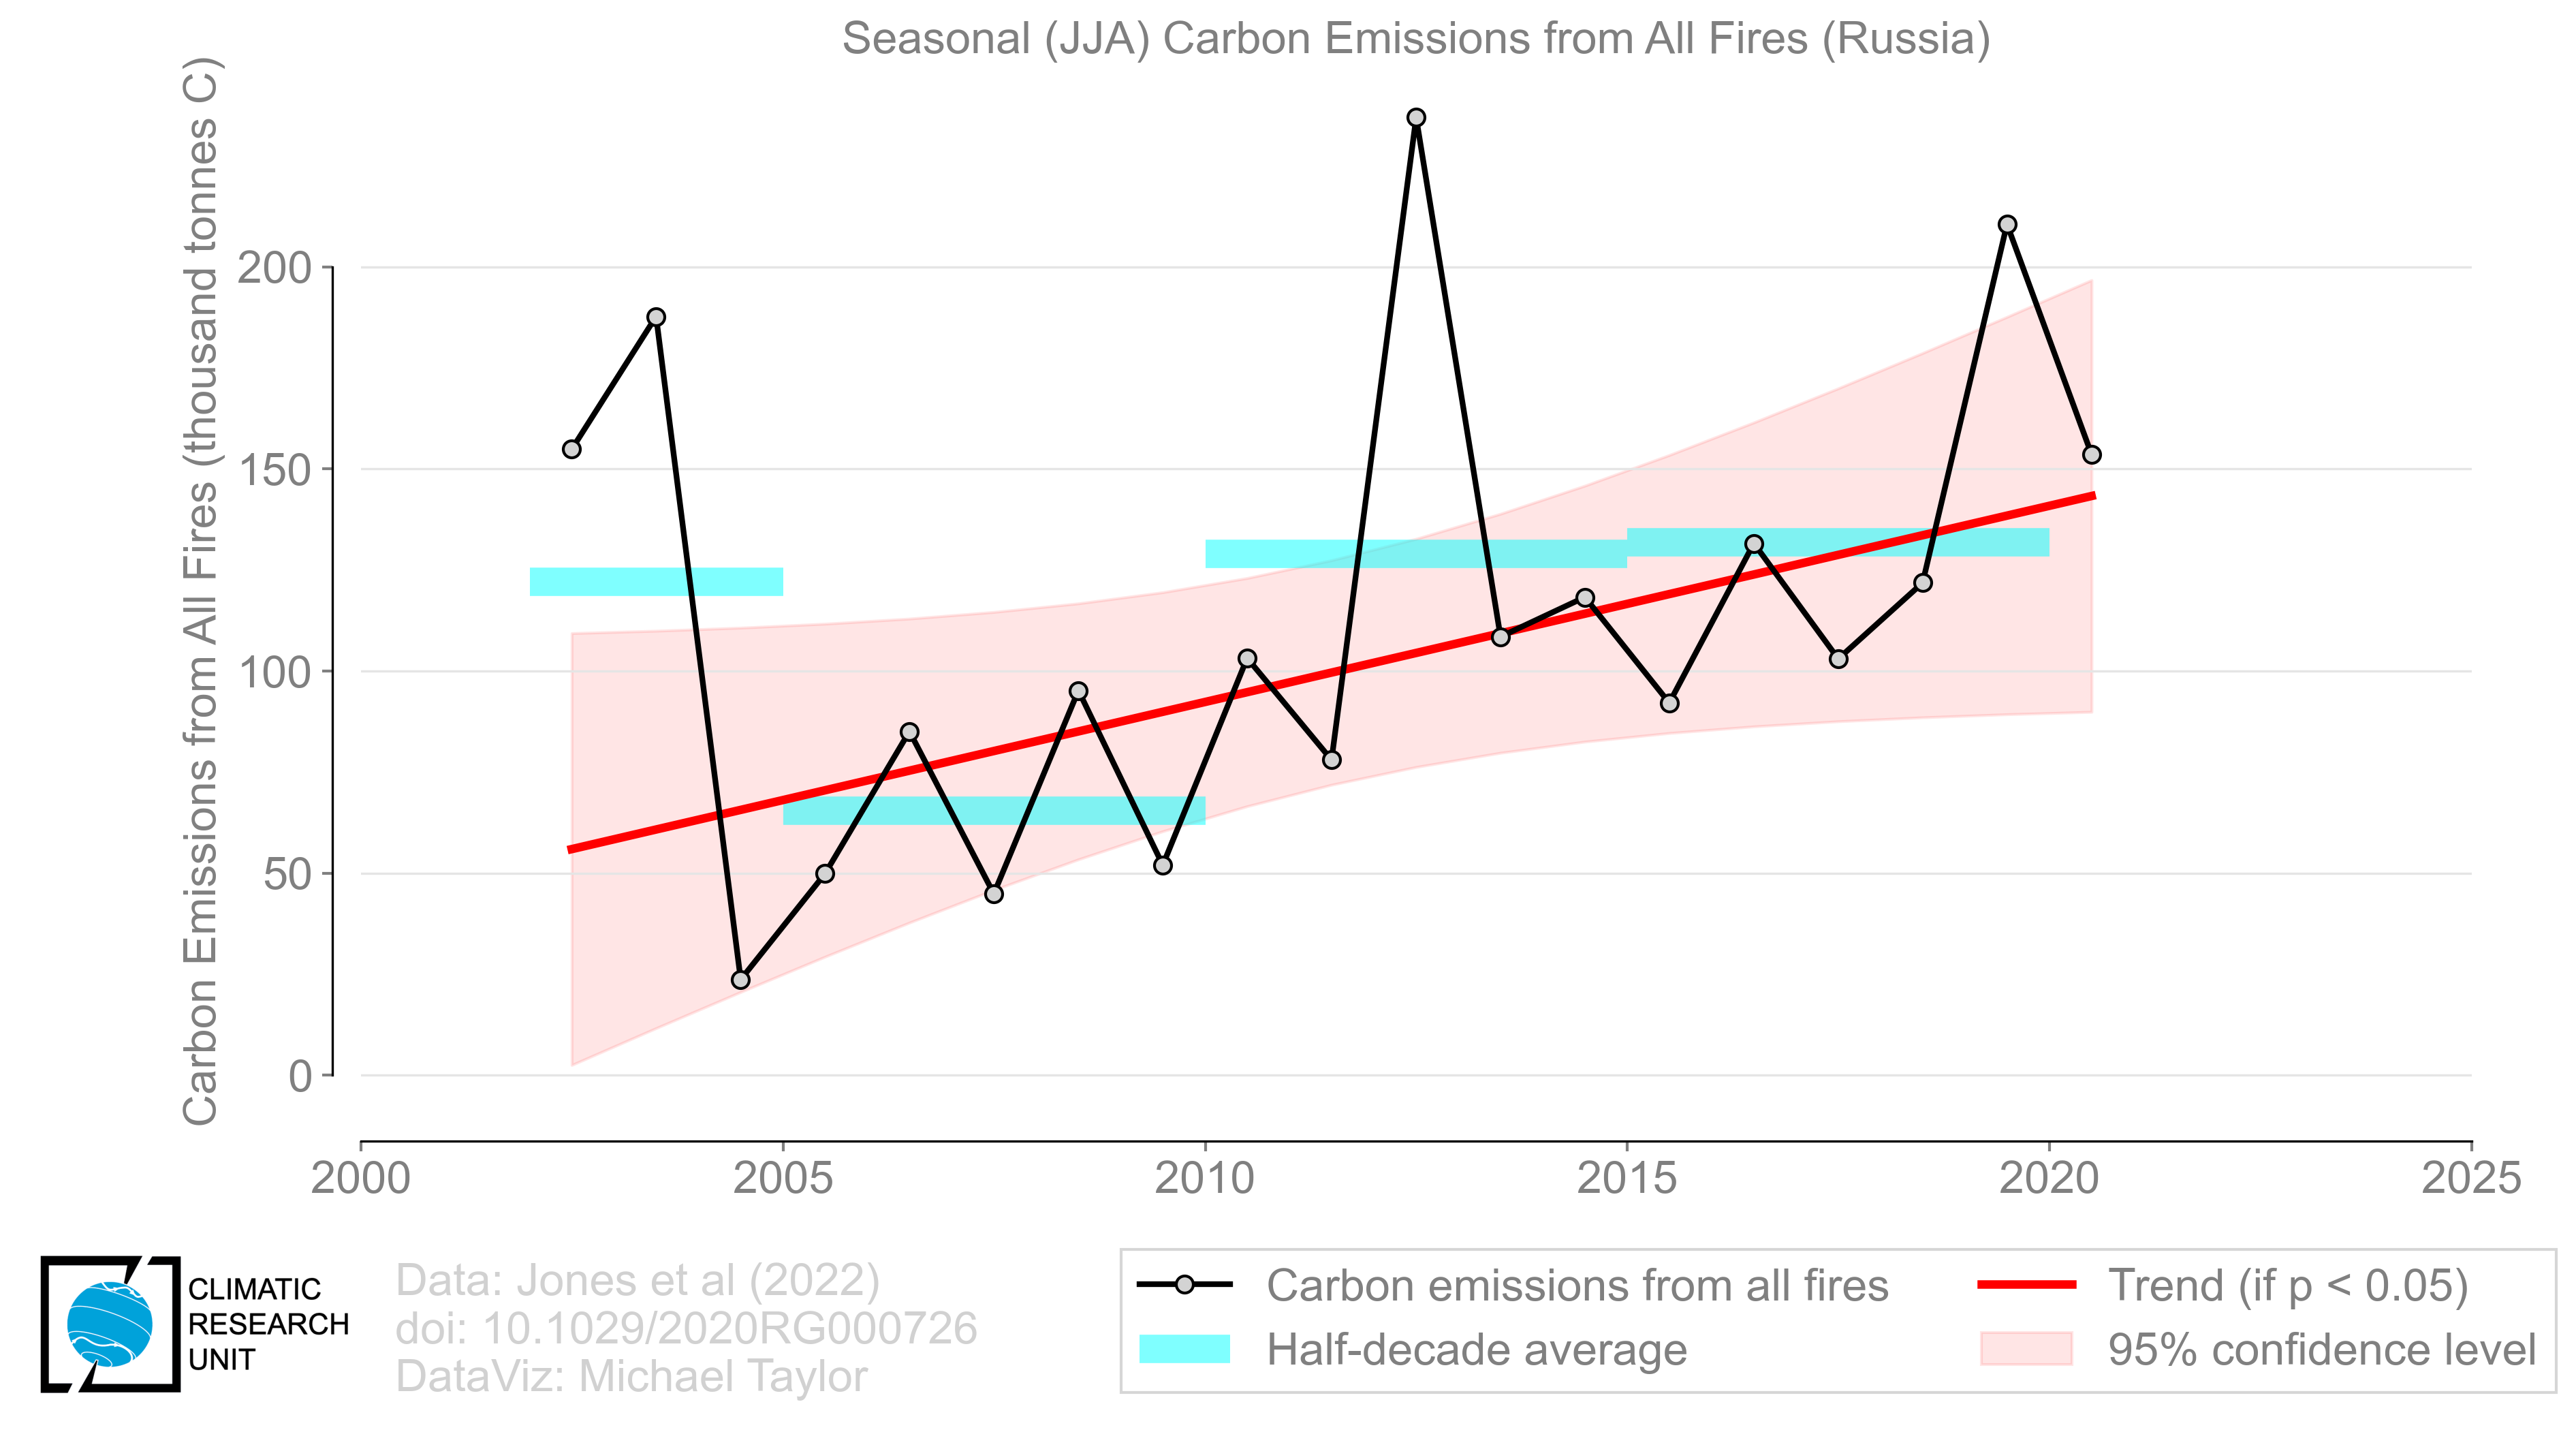 Seasonal (JJA) Carbon Emissions from All Fires (Russia)
Carbon Emissions from All Fires (thousand tonnes C)
200
150
100
50
0
2000 2005 2010 2015 2020 2025
CLIMATIC
RESEARCH
UNIT
Data: Jones et al (2022)
doi: 10.1029/2020RG000726
DataViz: Michael Taylor
Carbon emissions from all fires
Half-decade average
Trend (if p < 0.05)
95% confidence level